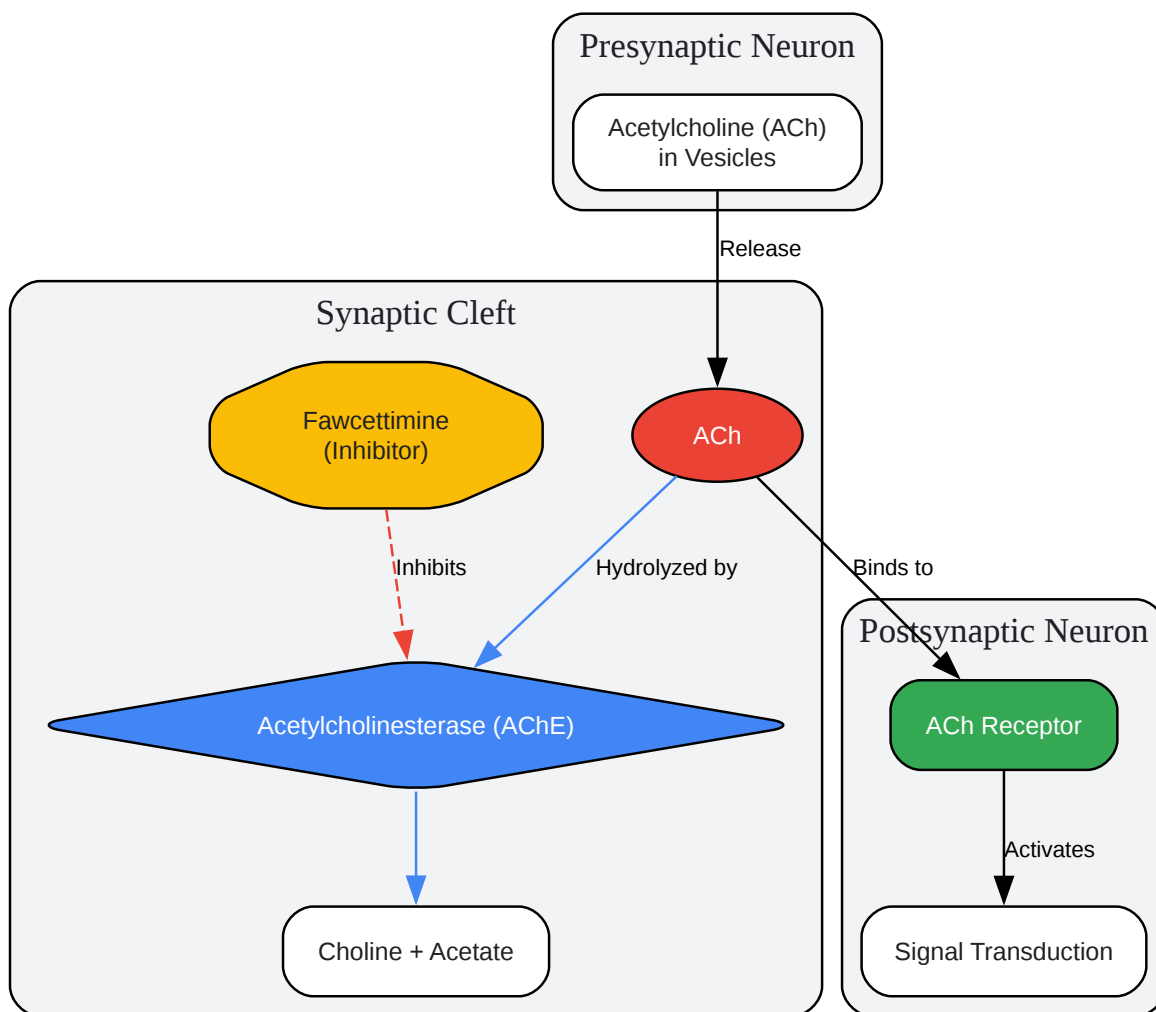 Presynaptic Neuron
Acetylcholine (ACh)
in Vesicles
Release
Synaptic Cleft
Fawcettimine
(Inhibitor)
ACh
Inhibits
Hydrolyzed by
Binds to
Postsynaptic Neuron
Acetylcholinesterase (AChE)
ACh Receptor
Activates
Choline + Acetate
Signal Transduction